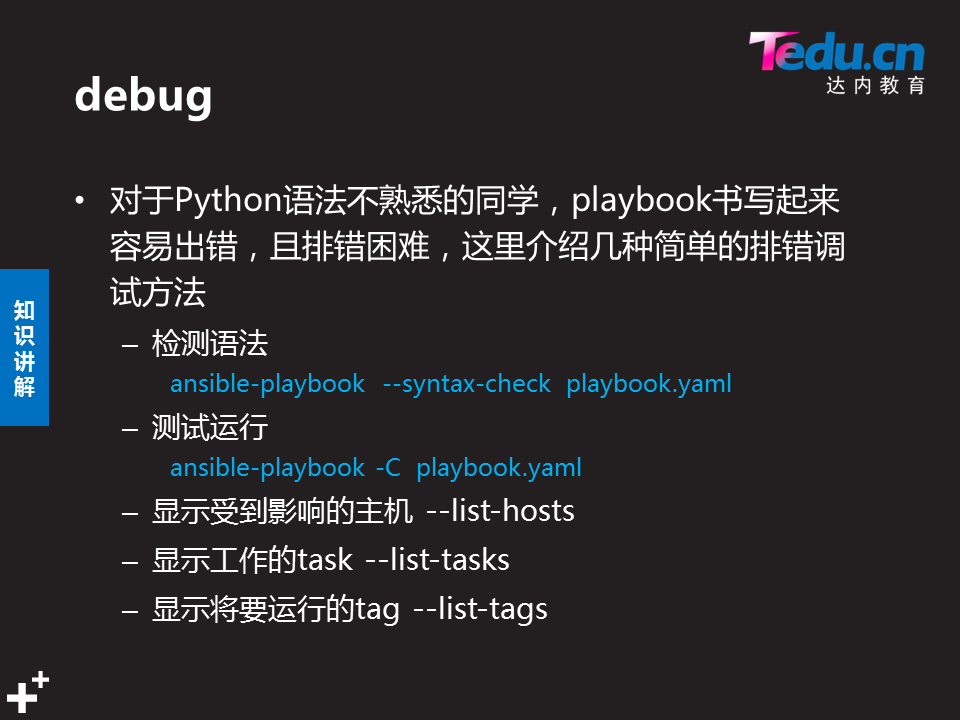 Tedu.cn
达内教育
debug
• 对于Python语法不熟悉的同学，playbook书写起来
容易出错，且排错困难，这里介绍几种简单的排错调
试方法
– 检测语法
ansible-playbook --syntax-check playbook.yaml
– 测试运行
ansible-playbook -C playbook.yaml
– 显示受到影响的主机 --list-hosts
– 显示工作的task --list-tasks
– 显示将要运行的tag --list-tags
知
识
讲
解